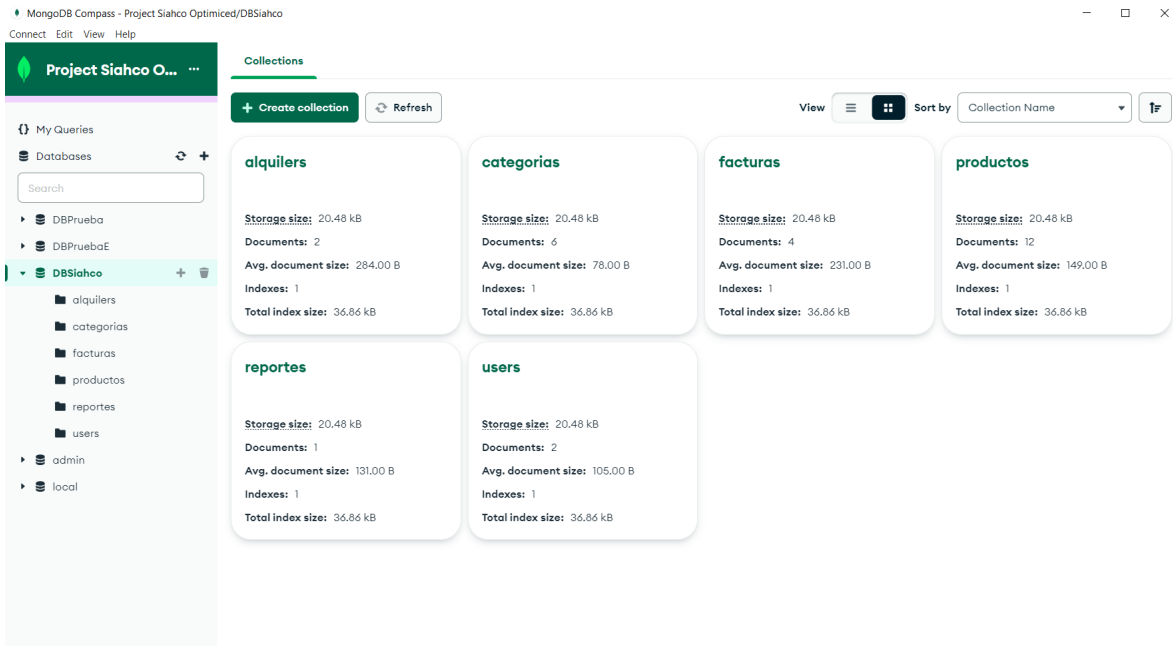 MongoDB Compass - Project Siahco Optimiced/DBSiahco
Connect Edit View Help
Project Siahco O... ...
My Queries
Databases
Search
DBPrueba
DBPruebaE
DBSiahco
alquilers
categorias
facturas
productos
reportes
users
admin
local
Collections
Create collection
Refresh
View
Sort by
Collection Name
alquilers
Storage size: 20.48 kB
Documents: 2
Avg. document size: 284.00 B
Indexes: 1
Total index size: 36.86 kB
categorias
Storage size: 20.48 kB
Documents: 6
Avg. document size: 78.00 B
Indexes: 1
Total index size: 36.86 kB
facturas
Storage size: 20.48 kB
Documents: 4
Avg. document size: 231.00 B
Indexes: 1
Total index size: 36.86 kB
productos
Storage size: 20.48 kB
Documents: 12
Avg. document size: 149.00 B
Indexes: 1
Total index size: 36.86 kB
reportes
Storage size: 20.48 kB
Documents: 1
Avg. document size: 131.00 B
Indexes: 1
Total index size: 36.86 kB
users
Storage size: 20.48 kB
Documents: 2
Avg. document size: 105.00 B
Indexes: 1
Total index size: 36.86 kB